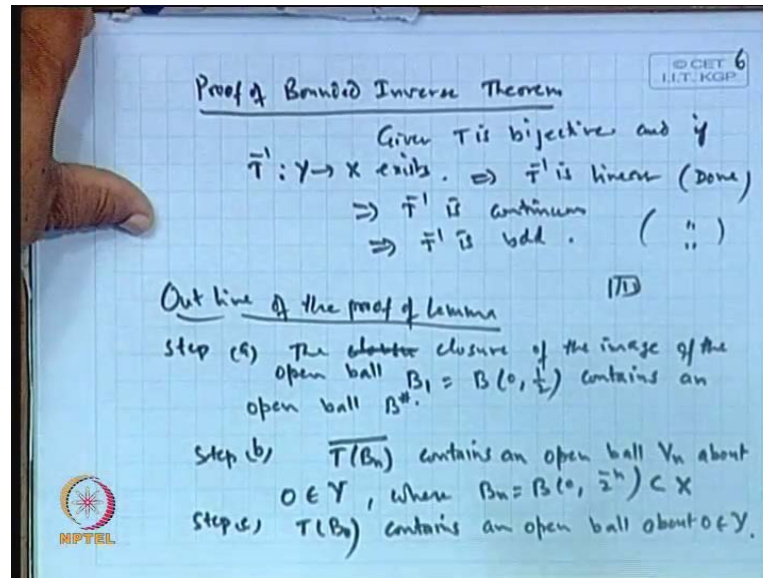 © CET
I.I.T. KGP
6
Proof of Bounded Inverse Theorem
Given T is bijective and if
T̄¹ : Y → X exists. ⇒ T̄¹ is linear (Done)
⇒ T̄¹ is continuous
⇒ T̄¹ is bdd. ( " )
Out line of the proof of lemma
step (a) The closure of the image of the
open ball B₁ = B(0, ½) contains an
open ball B*.
Step (b) T(Bₙ)‾ contains an open ball Vₙ about
0 ∈ Y, where Bₙ = B(0, 2̄ⁿ) ⊂ X
Step c) T(B₀) contains an open ball about 0 ∈ Y.
NPTEL